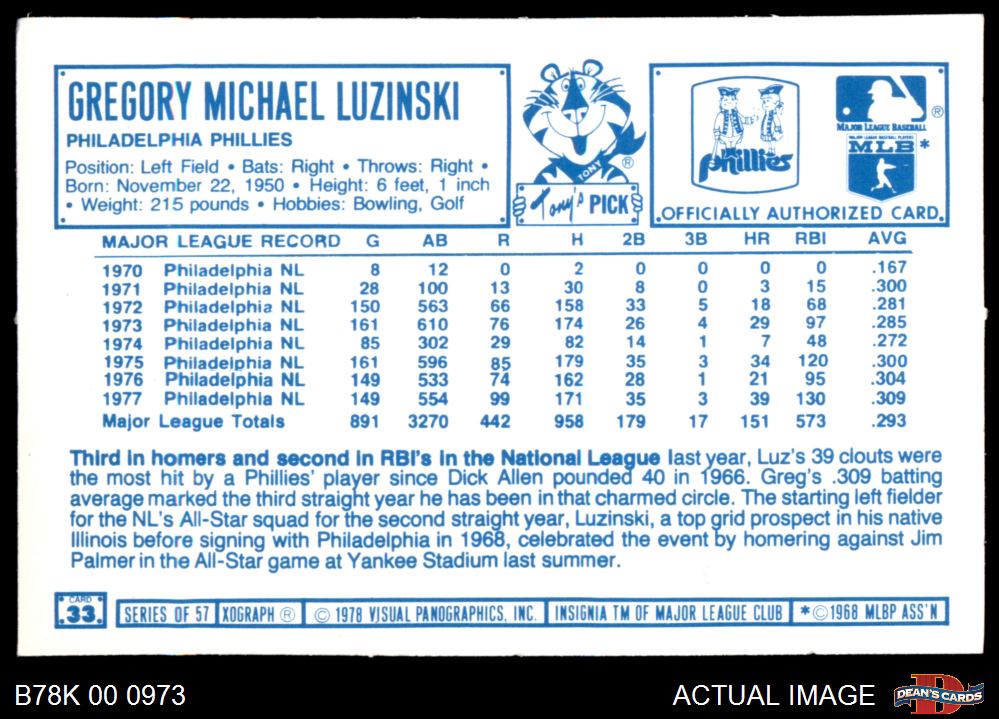 GREGORY MICHAEL LUZINSKI
PHILADELPHIA PHILLIES
Position: Left Field • Bats: Right • Throws: Right •
Born: November 22, 1950 • Height: 6 feet, 1 inch
• Weight: 215 pounds • Hobbies: Bowling, Golf
TONY ®
Tony's PICK
Phillies
MAJOR LEAGUE BASEBALL ®
MAJOR LEAGUE BASEBALL PLAYERS
MLB *
OFFICIALLY AUTHORIZED CARD.
MAJOR LEAGUE RECORD G AB R H 2B 3B HR RBI AVG
1970 Philadelphia NL 8 12 0 2 0 0 0 0 .167
1971 Philadelphia NL 28 100 13 30 8 0 3 15 .300
1972 Philadelphia NL 150 563 66 158 33 5 18 68 .281
1973 Philadelphia NL 161 610 76 174 26 4 29 97 .285
1974 Philadelphia NL 85 302 29 82 14 1 7 48 .272
1975 Philadelphia NL 161 596 85 179 35 3 34 120 .300
1976 Philadelphia NL 149 533 74 162 28 1 21 95 .304
1977 Philadelphia NL 149 554 99 171 35 3 39 130 .309
Major League Totals 891 3270 442 958 179 17 151 573 .293
Third in homers and second in RBI's in the National League last year, Luz's 39 clouts were
the most hit by a Phillies' player since Dick Allen pounded 40 in 1966. Greg's .309 batting
average marked the third straight year he has been in that charmed circle. The starting left fielder
for the NL's All-Star squad for the second straight year, Luzinski, a top grid prospect in his native
Illinois before signing with Philadelphia in 1968, celebrated the event by homering against Jim
Palmer in the All-Star game at Yankee Stadium last summer.
CARD
33 SERIES OF 57 XOGRAPH ® © 1978 VISUAL PANOGRAPHICS, INC. INSIGNIA TM OF MAJOR LEAGUE CLUB *©1968 MLBP ASS'N
B78K 00 0973 ACTUAL IMAGE DEAN'S CARDS